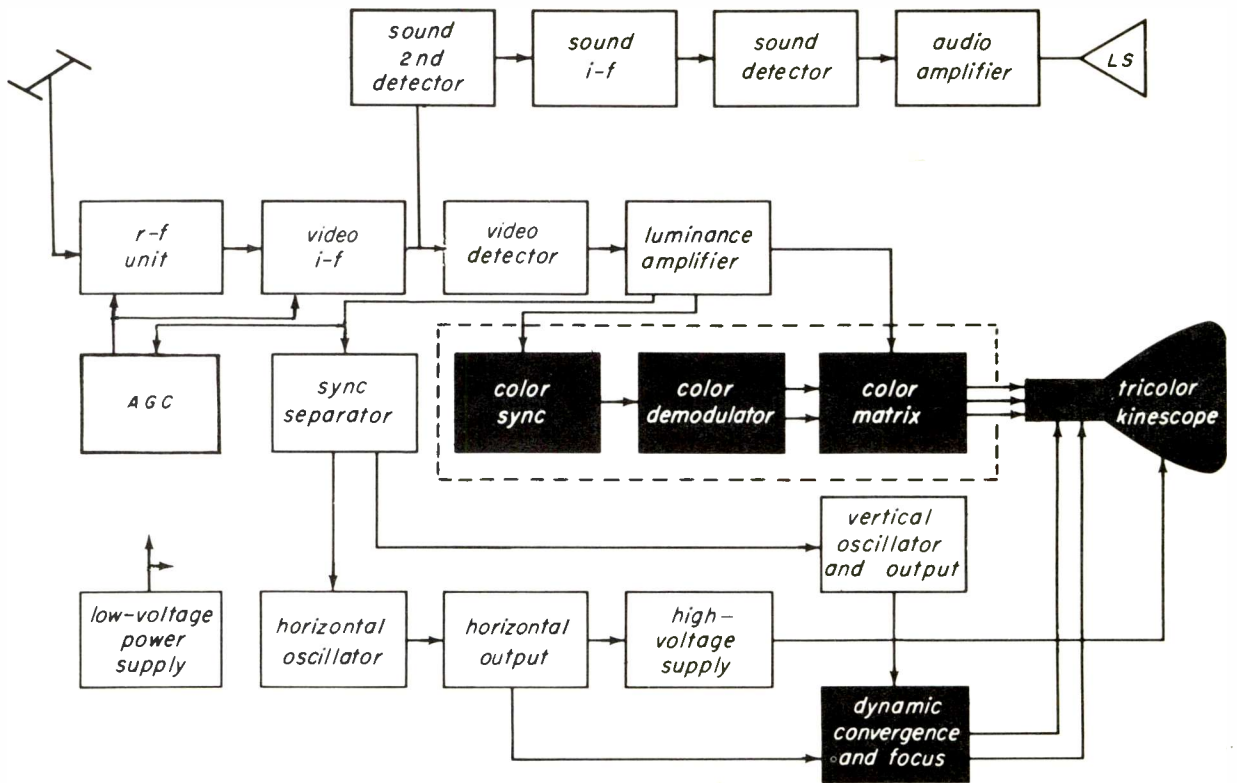 sound
2nd
detector
sound
i-f
sound
detector
audio
amplifier
LS
r-f
unit
video
i-f
video
detector
luminance
amplifier
AGC
sync
separator
color
sync
color
demodulator
color
matrix
tricolor
kinescope
vertical
oscillator
and output
low-voltage
power
supply
horizontal
oscillator
horizontal
output
high-
voltage
supply
dynamic
convergence
and focus